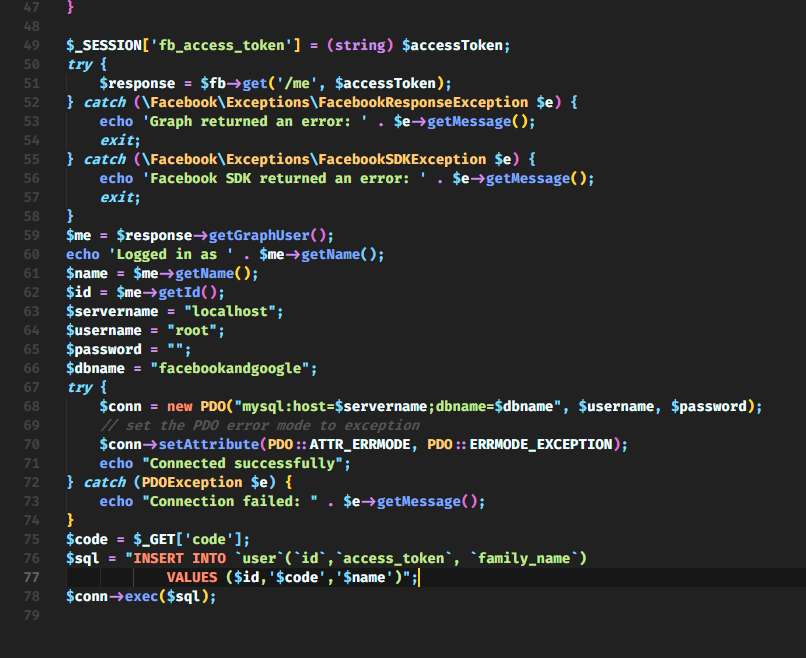 47 }
48
49 $_SESSION['fb_access_token'] = (string) $accessToken;
50 try {
51     $response = $fb->get('/me', $accessToken);
52 } catch (\Facebook\Exceptions\FacebookResponseException $e) {
53     echo 'Graph returned an error: ' . $e->getMessage();
54     exit;
55 } catch (\Facebook\Exceptions\FacebookSDKException $e) {
56     echo 'Facebook SDK returned an error: ' . $e->getMessage();
57     exit;
58 }
59 $me = $response->getGraphUser();
60 echo 'Logged in as ' . $me->getName();
61 $name = $me->getName();
62 $id = $me->getId();
63 $servername = "localhost";
64 $username = "root";
65 $password = "";
66 $dbname = "facebookandgoogle";
67 try {
68     $conn = new PDO("mysql:host=$servername;dbname=$dbname", $username, $password);
69     // set the PDO error mode to exception
70     $conn->setAttribute(PDO::ATTR_ERRMODE, PDO::ERRMODE_EXCEPTION);
71     echo "Connected successfully";
72 } catch (PDOException $e) {
73     echo "Connection failed: " . $e->getMessage();
74 }
75 $code = $_GET['code'];
76 $sql = "INSERT INTO `user`(`id`,`access_token`, `family_name`)
77             VALUES ($id,'$code','$name')";
78 $conn->exec($sql);
79